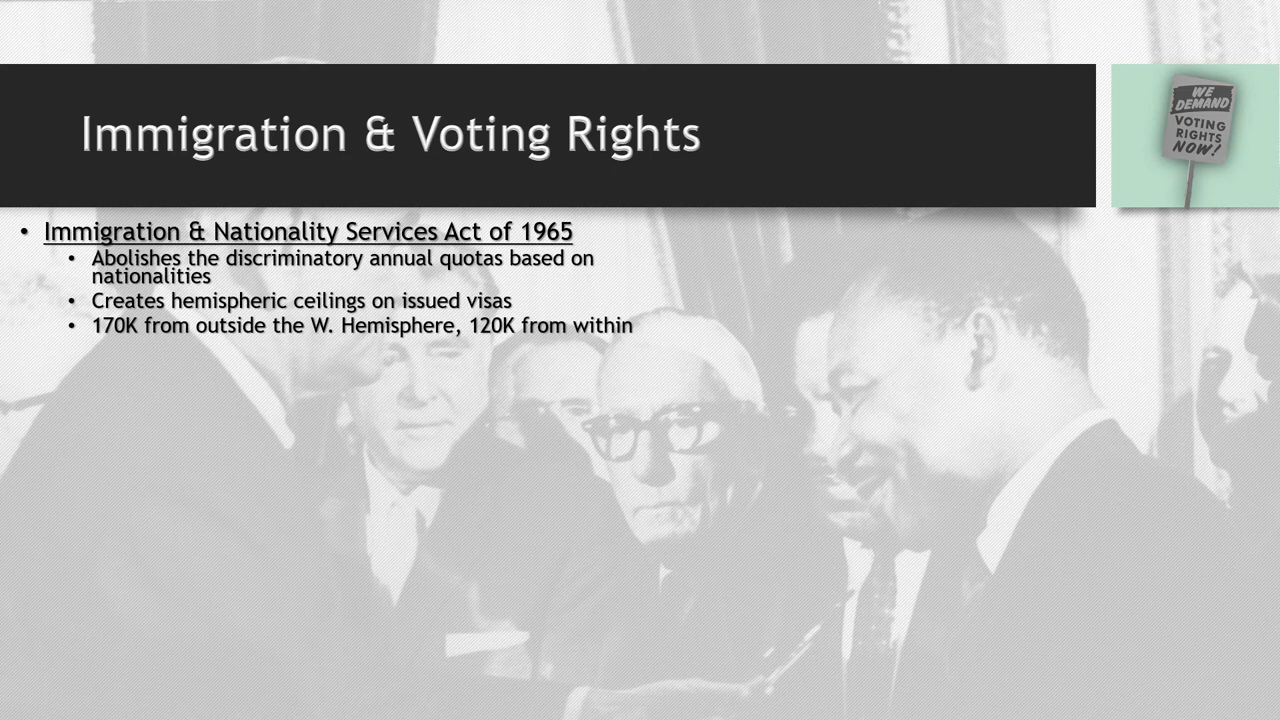 Immigration & Voting Rights
WE
DEMAND
VOTING
RIGHTS
NOW!
• Immigration & Nationality Services Act of 1965
• Abolishes the discriminatory annual quotas based on
nationalities
• Creates hemispheric ceilings on issued visas
• 170K from outside the W. Hemisphere, 120K from within